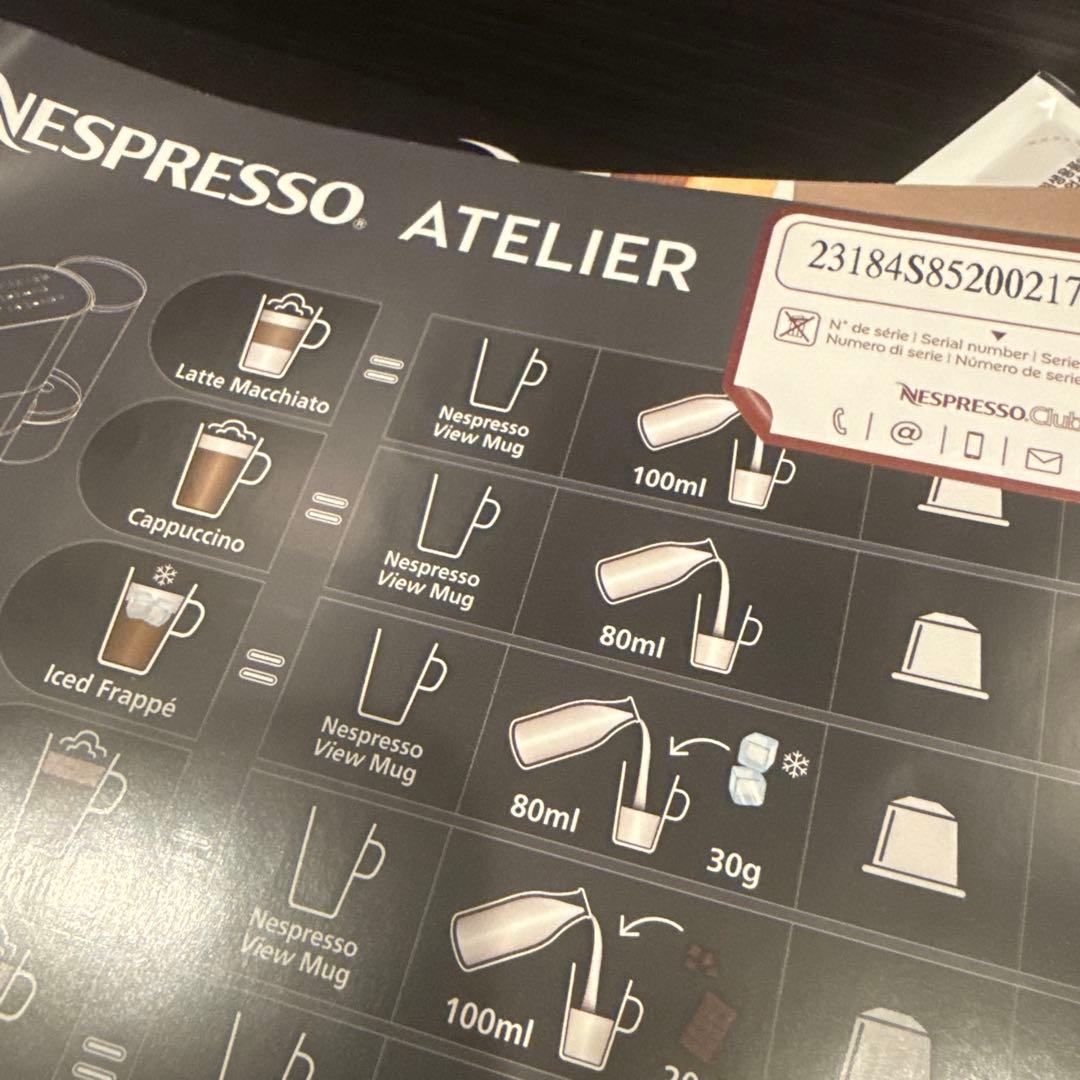 NESPRESSO® ATELIER
23184S85200217
N° de série | Serial number | Serie
Numero di serie | Número de serie
NESPRESSO.Club
Latte Macchiato
=
Nespresso
View Mug
100ml
Cappuccino
=
Nespresso
View Mug
80ml
Iced Frappé
=
Nespresso
View Mug
80ml
30g
Nespresso
View Mug
100ml
=